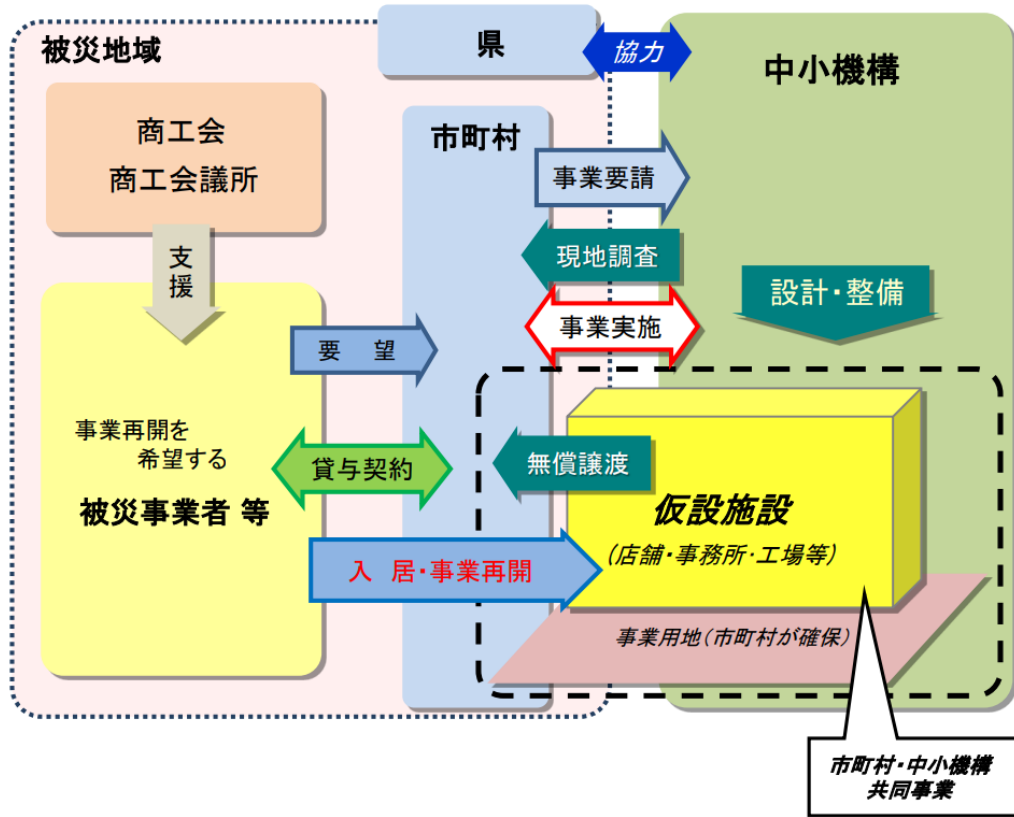 被災地域
県
協力
中小機構
商工会
商工会議所
市町村
事業要請
支
援
現地調査
設計・整備
事業実施
要 望
事業再開を
希望する
被災事業者 等
貸与契約
無償譲渡
仮設施設
(店舗・事務所・工場等)
入 居・事業再開
事業用地(市町村が確保)
市町村・中小機構
共同事業